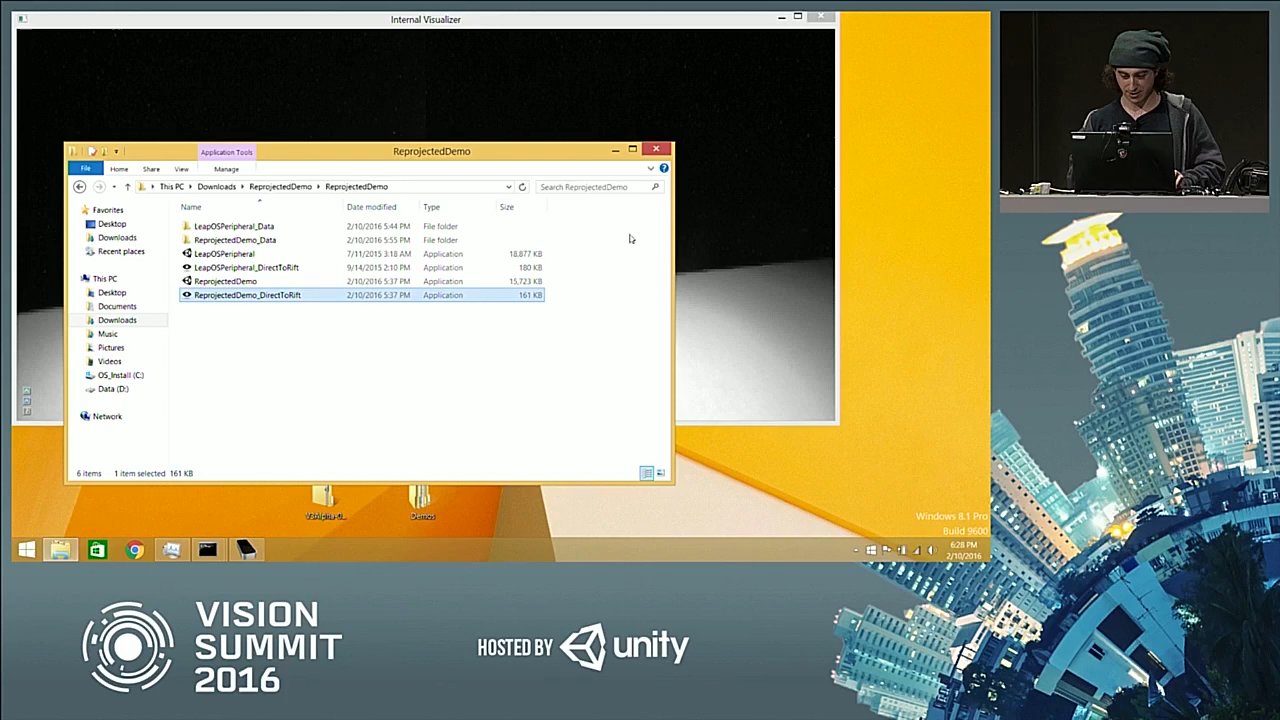 Internal Visualizer
Application Tools
ReprojectedDemo
File Home Share View Manage
This PC Downloads ReprojectedDemo ReprojectedDemo
Search ReprojectedDemo
Name Date modified Type Size
LeapOSPeripheral_Data 2/10/2016 5:44 PM File folder
ReprojectedDemo_Data 2/10/2016 5:55 PM File folder
LeapOSPeripheral 7/11/2015 3:18 AM Application 18,877 KB
LeapOSPeripheral_DirectToRift 9/14/2015 2:10 PM Application 180 KB
ReprojectedDemo 2/10/2016 5:37 PM Application 15,723 KB
ReprojectedDemo_DirectToRift 2/10/2016 5:37 PM Application 161 KB
Favorites
Desktop
Downloads
Recent places
This PC
Desktop
Documents
Downloads
Music
Pictures
Videos
OS_Install (C:)
Data (D:)
Network
6 items 1 item selected 161 KB
Demos
Windows 8.1 Pro
Build 9600
6:28 PM
2/10/2016
VISION
SUMMIT
2016
HOSTED BY unity